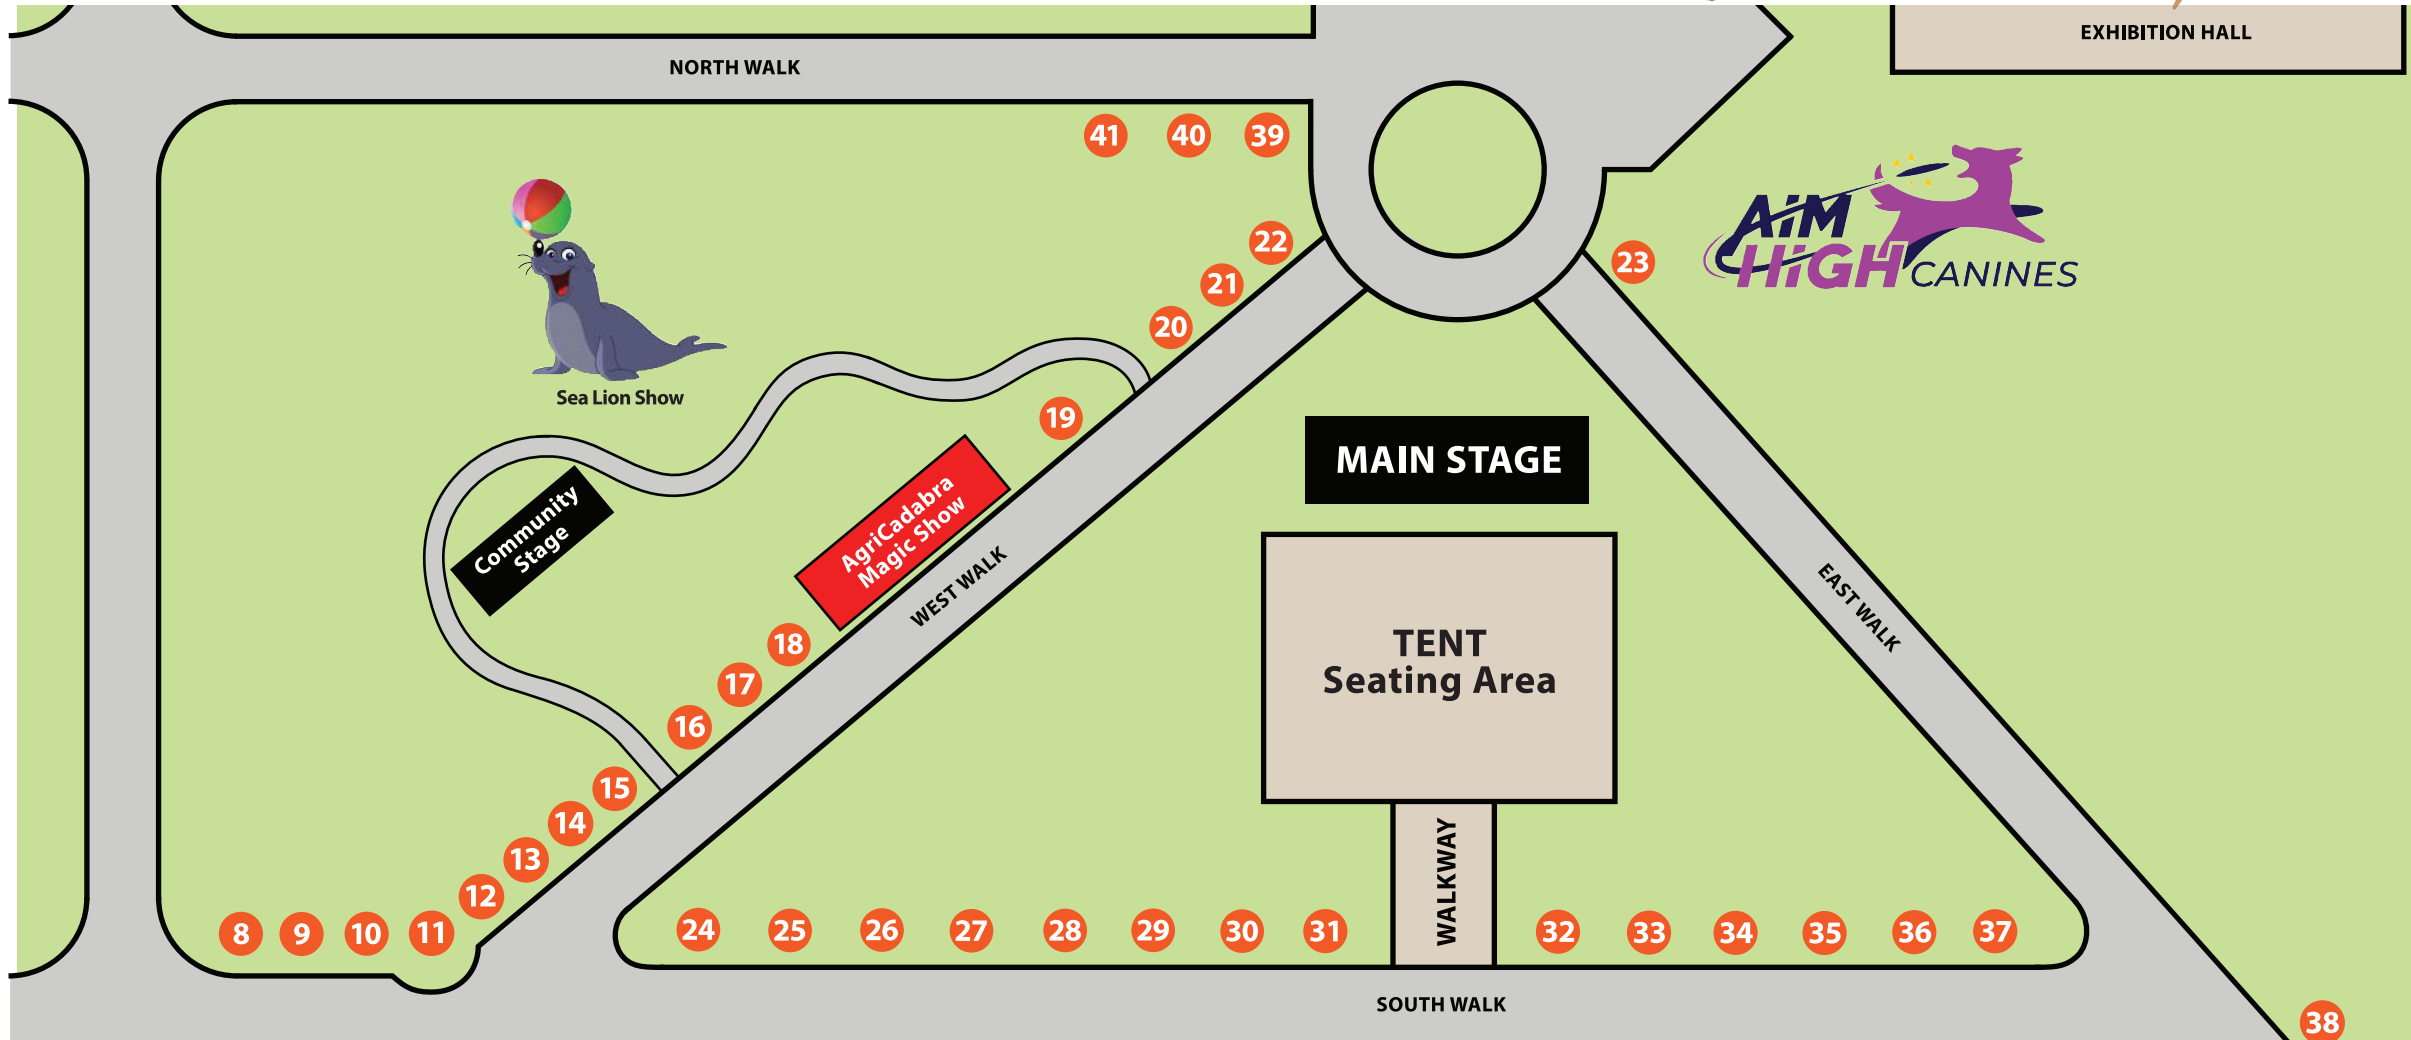 EXHIBITION HALL
NORTH WALK
41 40 39
22
21
20
19
23
AiM
HiGH CANINES
Sea Lion Show
MAIN STAGE
Community
Stage
AgriCadabra
Magic Show
WEST WALK
EAST WALK
TENT
Seating Area
18
17
16
15
14
13
12
8 9 10 11
24 25 26 27 28 29 30 31
WALKWAY
32 33 34 35 36 37
SOUTH WALK
38